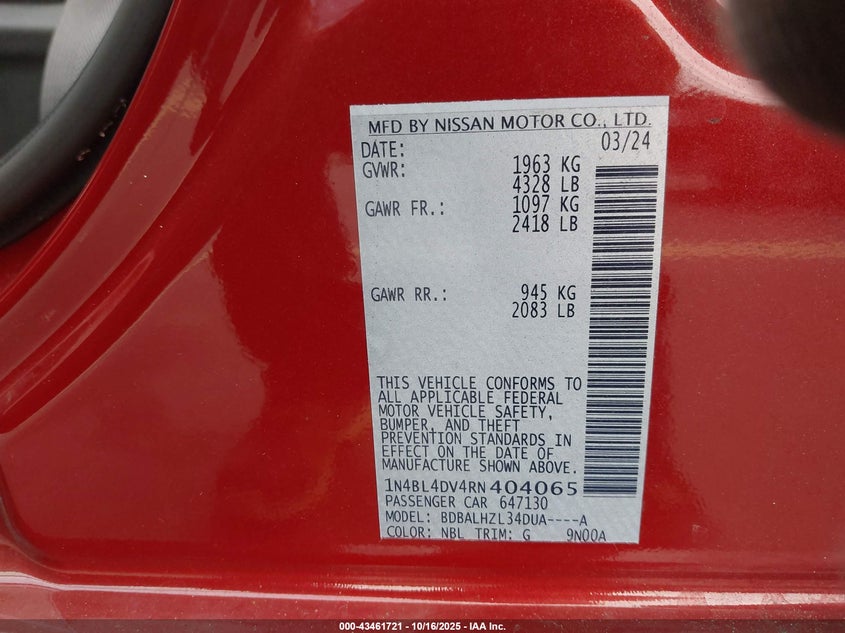 MFD BY NISSAN MOTOR CO., LTD.
DATE: 03/24
GVWR: 1963 KG
4328 LB
GAWR FR.: 1097 KG
2418 LB
GAWR RR.: 945 KG
2083 LB
THIS VEHICLE CONFORMS TO
ALL APPLICABLE FEDERAL
MOTOR VEHICLE SAFETY,
BUMPER, AND THEFT
PREVENTION STANDARDS IN
EFFECT ON THE DATE OF
MANUFACTURE SHOWN ABOVE.
1N4BL4DV4RN404065
PASSENGER CAR 647130
MODEL: BDBALHZL34DUA----A
COLOR: NBL TRIM: G 9N00A
000-43461721 - 10/16/2025 - IAA Inc.